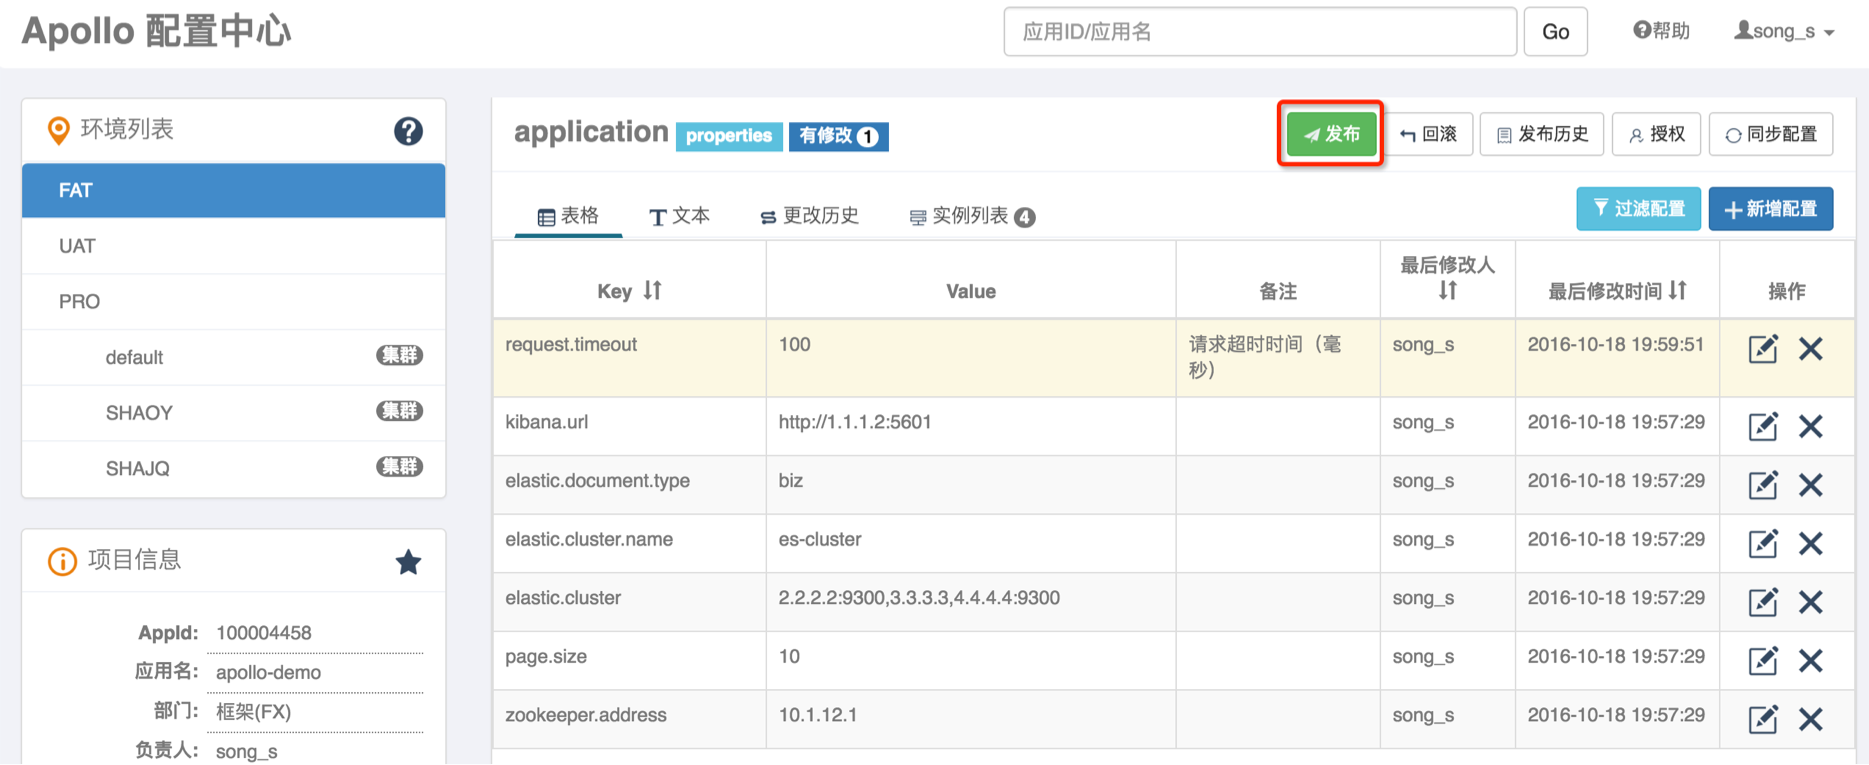 Apollo 配置中心
应用ID/应用名
Go
帮助
song_s
环境列表
FAT
UAT
PRO
default 集群
SHAOY 集群
SHAJQ 集群
项目信息
AppId: 100004458
应用名: apollo-demo
部门: 框架(FX)
负责人: song_s
application properties 有修改 1
发布 回滚 发布历史 授权 同步配置
表格 文本 更改历史 实例列表 4
过滤配置 新增配置
Key Value 备注 最后修改人 最后修改时间 操作
request.timeout 100 请求超时时间（毫 song_s 2016-10-18 19:59:51
秒）
kibana.url http://1.1.1.2:5601 song_s 2016-10-18 19:57:29
elastic.document.type biz song_s 2016-10-18 19:57:29
elastic.cluster.name es-cluster song_s 2016-10-18 19:57:29
elastic.cluster 2.2.2.2:9300,3.3.3.3,4.4.4.4:9300 song_s 2016-10-18 19:57:29
page.size 10 song_s 2016-10-18 19:57:29
zookeeper.address 10.1.12.1 song_s 2016-10-18 19:57:29